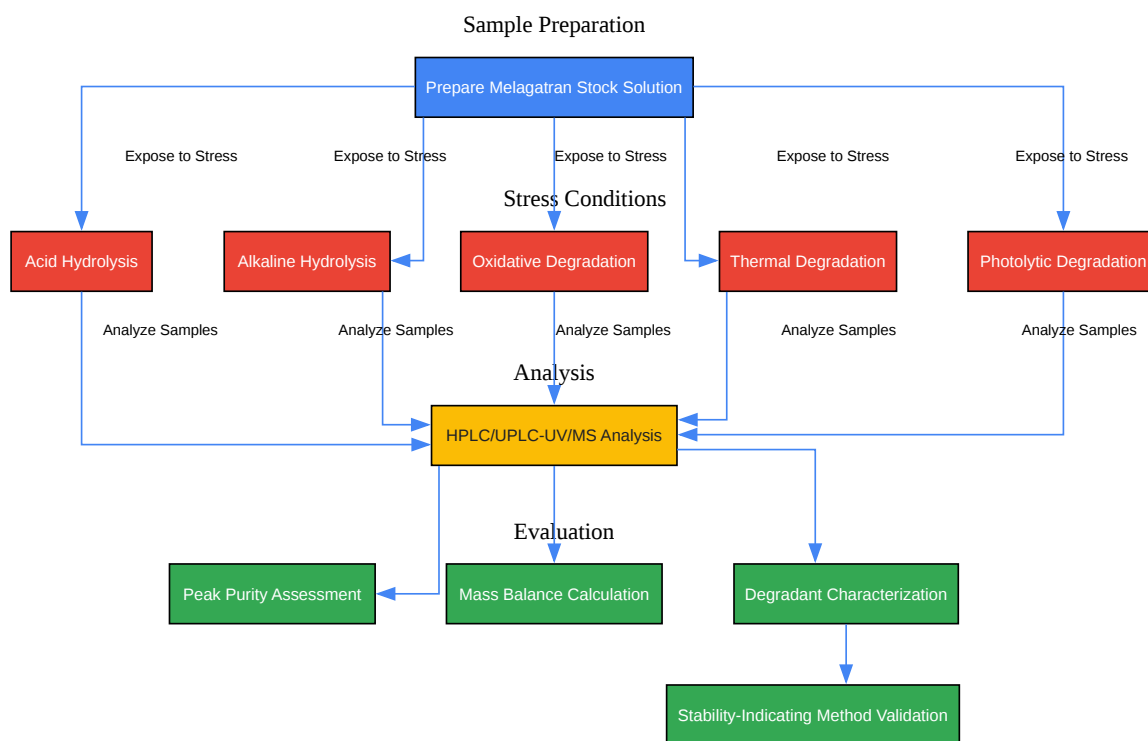 Sample Preparation
Prepare Melagatran Stock Solution
Expose to Stress
Expose to Stress
Expose to Stress
Expose to Stress
Expose to Stress
Stress Conditions
Acid Hydrolysis
Alkaline Hydrolysis
Oxidative Degradation
Thermal Degradation
Photolytic Degradation
Analyze Samples
Analyze Samples
Analyze Samples
Analyze Samples
Analyze Samples
Analysis
HPLC/UPLC-UV/MS Analysis
Evaluation
Peak Purity Assessment
Mass Balance Calculation
Degradant Characterization
Stability-Indicating Method Validation